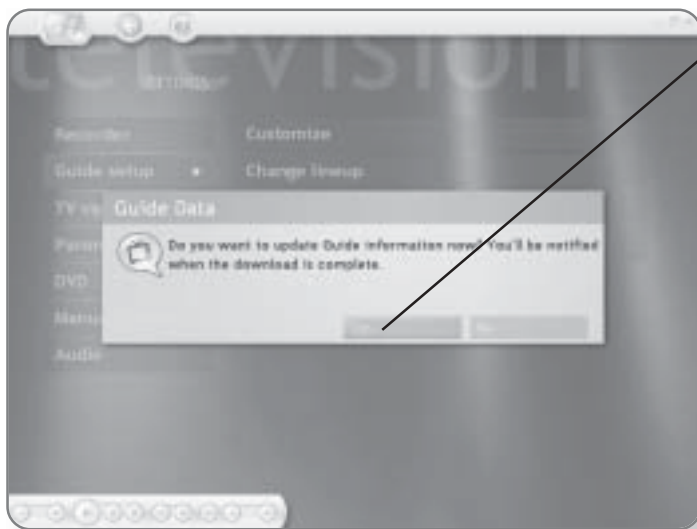 television
SETTINGS
Recorder
Customize
Guide setup
Change lineup
TV
Guide Data
Do you want to update Guide information now? You'll be notified
when the download is complete.
DVD
Audio